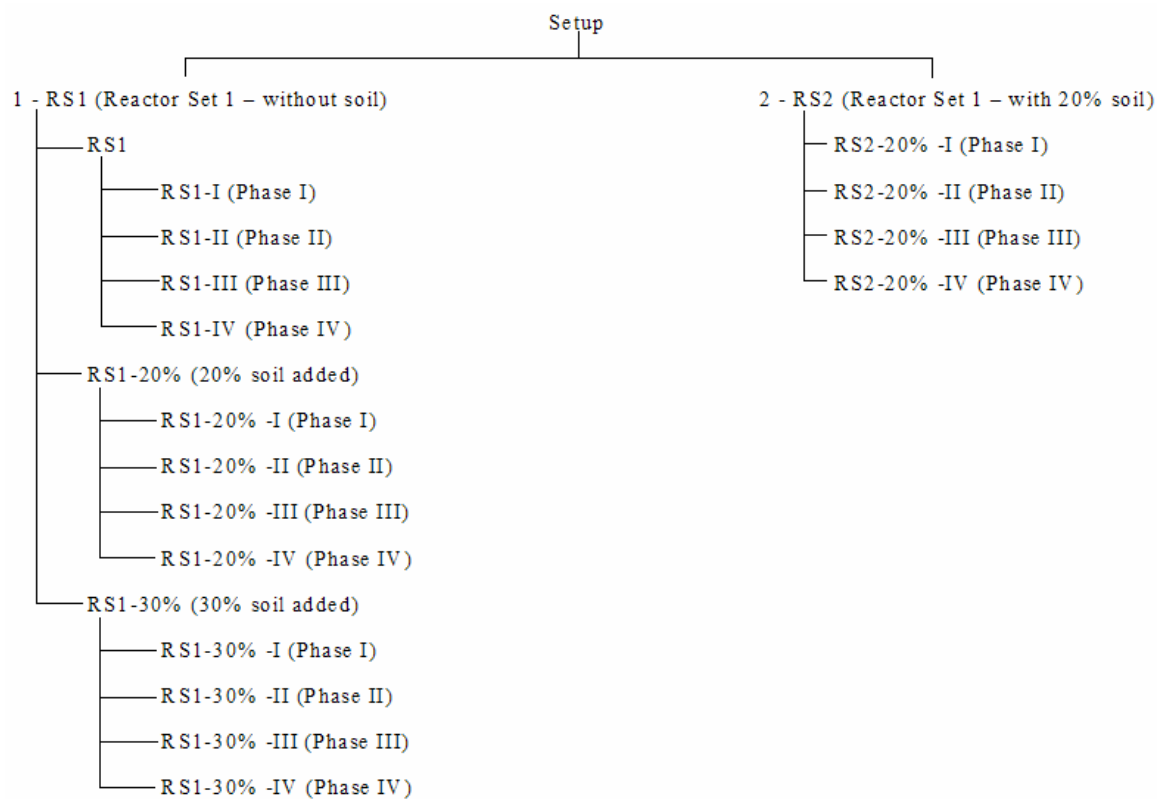 Setup
1 - RS1 (Reactor Set 1 – without soil)
RS1
RS1-I (Phase I)
RS1-II (Phase II)
RS1-III (Phase III)
RS1-IV (Phase IV)
RS1-20% (20% soil added)
RS1-20% -I (Phase I)
RS1-20% -II (Phase II)
RS1-20% -III (Phase III)
RS1-20% -IV (Phase IV)
RS1-30% (30% soil added)
RS1-30% -I (Phase I)
RS1-30% -II (Phase II)
RS1-30% -III (Phase III)
RS1-30% -IV (Phase IV)
2 - RS2 (Reactor Set 1 – with 20% soil)
RS2-20% -I (Phase I)
RS2-20% -II (Phase II)
RS2-20% -III (Phase III)
RS2-20% -IV (Phase IV)